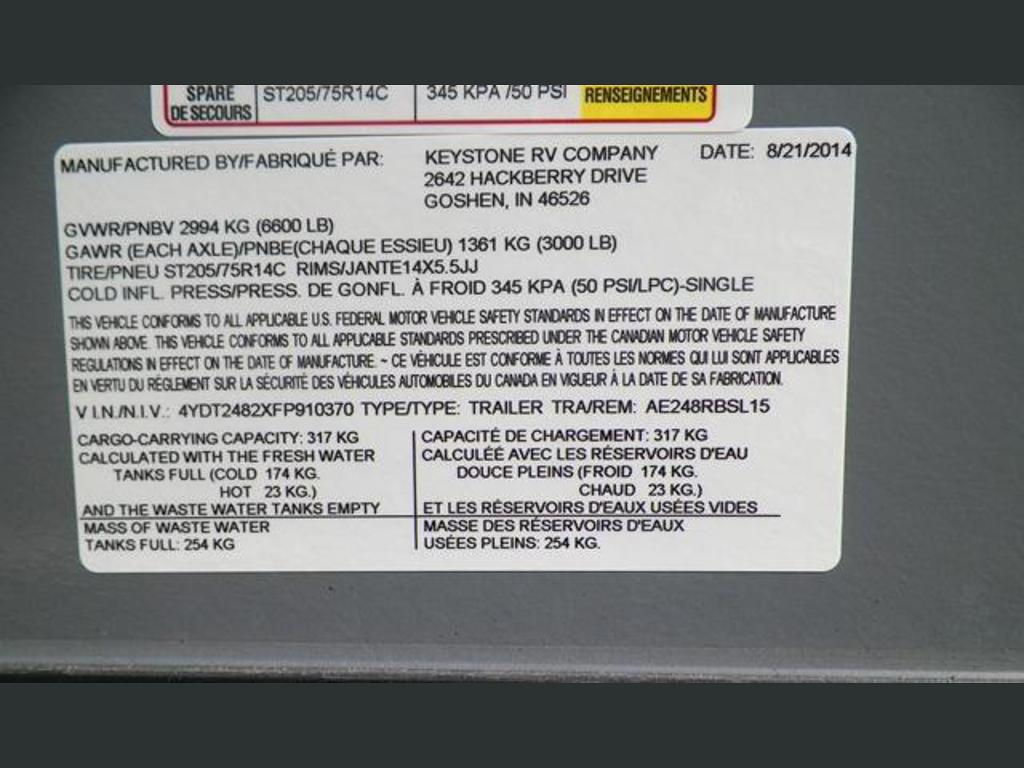 SPARE ST205/75R14C 345 KPA /50 PSI RENSEIGNEMENTS
DE SECOURS
MANUFACTURED BY/FABRIQUÉ PAR: KEYSTONE RV COMPANY DATE: 8/21/2014
2642 HACKBERRY DRIVE
GOSHEN, IN 46526
GVWR/PNBV 2994 KG (6600 LB)
GAWR (EACH AXLE)/PNBE(CHAQUE ESSIEU) 1361 KG (3000 LB)
TIRE/PNEU ST205/75R14C RIMS/JANTE14X5.5JJ
COLD INFL. PRESS/PRESS. DE GONFL. À FROID 345 KPA (50 PSI/LPC)-SINGLE
THIS VEHICLE CONFORMS TO ALL APPLICABLE U.S. FEDERAL MOTOR VEHICLE SAFETY STANDARDS IN EFFECT ON THE DATE OF MANUFACTURE
SHOWN ABOVE. THIS VEHICLE CONFORMS TO ALL APPLICABLE STANDARDS PRESCRIBED UNDER THE CANADIAN MOTOR VEHICLE SAFETY
REGULATIONS IN EFFECT ON THE DATE OF MANUFACTURE. ~ CE VÉHICULE EST CONFORME À TOUTES LES NORMES QUI LUI SONT APPLICABLES
EN VERTU DU RÉGLEMENT SUR LA SÉCURITÉ DES VÉHICULES AUTOMOBILES DU CANADA EN VIGUEUR À LA DATE DE SA FABRICATION.
V I.N./N.I.V.: 4YDT2482XFP910370 TYPE/TYPE: TRAILER TRA/REM: AE248RBSL15
CARGO-CARRYING CAPACITY: 317 KG
CALCULATED WITH THE FRESH WATER
TANKS FULL (COLD 174 KG.
HOT 23 KG.)
AND THE WASTE WATER TANKS EMPTY
MASS OF WASTE WATER
TANKS FULL: 254 KG
CAPACITÉ DE CHARGEMENT: 317 KG
CALCULÉE AVEC LES RÉSERVOIRS D'EAU
DOUCE PLEINS (FROID 174 KG.
CHAUD 23 KG.)
ET LES RÉSERVOIRS D'EAUX USÉES VIDES
MASSE DES RÉSERVOIRS D'EAUX
USÉES PLEINS: 254 KG.